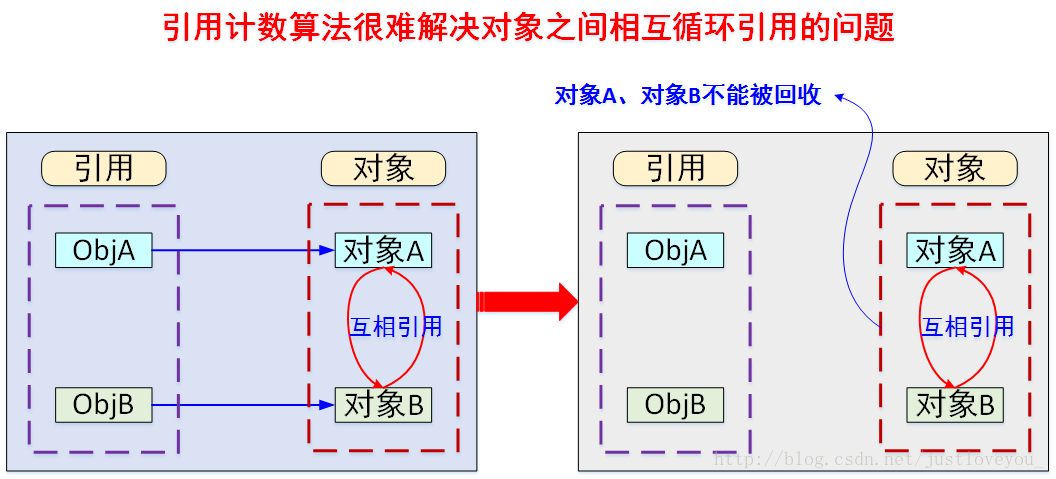 引用计数算法很难解决对象之间相互循环引用的问题
对象A、对象B不能被回收
引用
对象
ObjA
对象A
互相引用
ObjB
对象B
引用
对象
ObjA
对象A
互相引用
ObjB
对象B
http://blog.csdn.net/justloveyou_